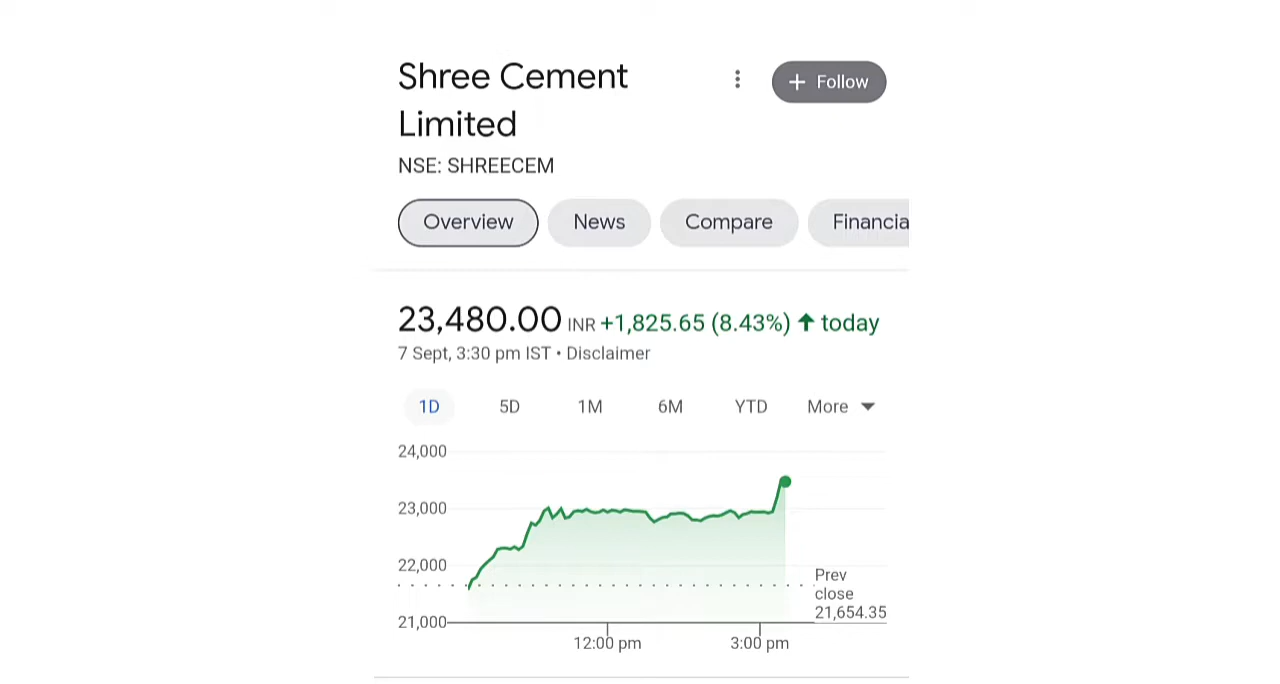 Shree Cement
Limited
+ Follow
NSE: SHREECEM
Overview
News
Compare
Financia
23,480.00 INR +1,825.65 (8.43%) ↑ today
7 Sept, 3:30 pm IST • Disclaimer
1D
5D
1M
6M
YTD
More
24,000
23,000
22,000
21,000
Prev
close
21,654.35
12:00 pm
3:00 pm